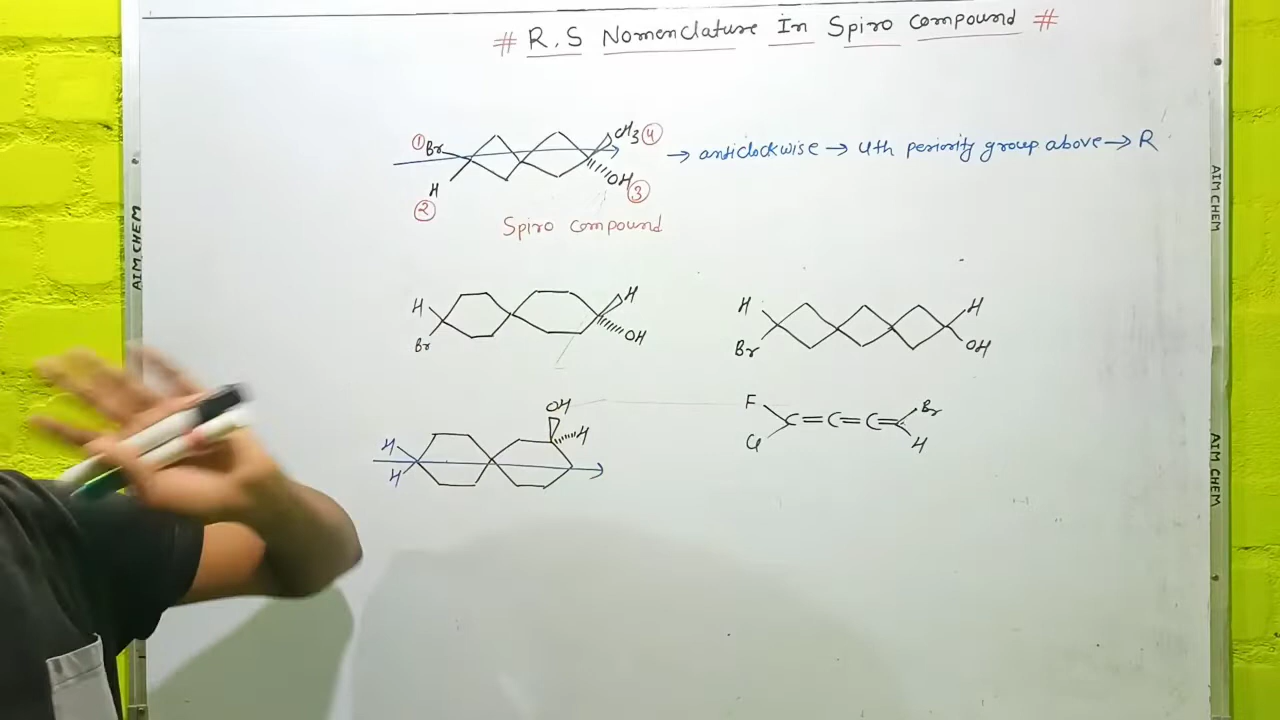 # R.S Nomenclature In Spiro compound #
① Br CH3 ④
H OH ③
②
→ anticlockwise → 4th periority group above → R
Spiro compound
H H
Br OH
H H
Br OH
OH
H H
H
F C=C=C=C Br
Cl H
AIM CHEM
AIM CHEM
AIM CHEM